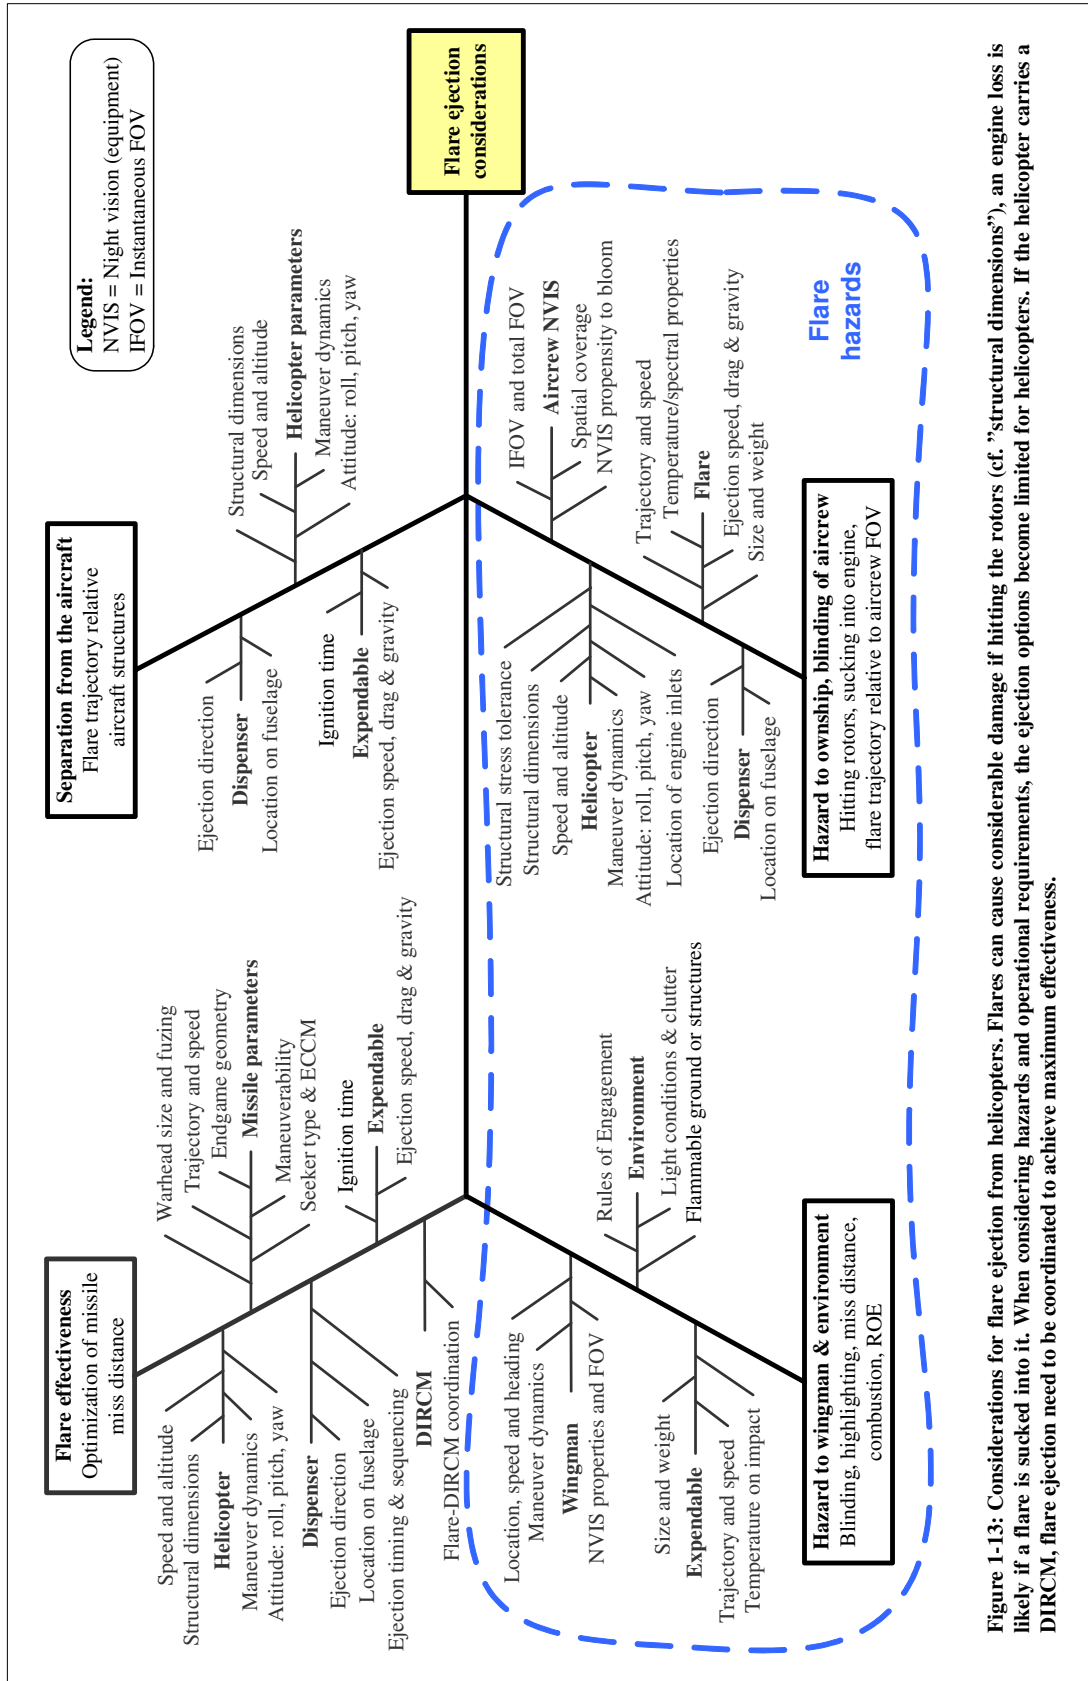 Legend:
NVIS = Night vision (equipment)
IFOV = Instantaneous FOV
Flare effectiveness
Optimization of missile
miss distance
Speed and altitude
Structural dimensions
Helicopter
Maneuver dynamics
Attitude: roll, pitch, yaw
Dispenser
Ejection direction
Location on fuselage
Ejection timing & sequencing
DIRCM
Flare-DIRCM coordination
Warhead size and fuzing
Trajectory and speed
Endgame geometry
Missile parameters
Maneuverability
Seeker type & ECCM
Ignition time
Expendable
Ejection speed, drag & gravity
Separation from the aircraft
Flare trajectory relative
aircraft structures
Ejection direction
Dispenser
Location on fuselage
Ignition time
Expendable
Ejection speed, drag & gravity
Structural dimensions
Speed and altitude
Helicopter parameters
Maneuver dynamics
Attitude: roll, pitch, yaw
Flare ejection
considerations
Location, speed and heading
Maneuver dynamics
Wingman
NVIS properties and FOV
Size and weight
Expendable
Trajectory and speed
Temperature on impact
Rules of Engagement
Environment
Light conditions & clutter
Flammable ground or structures
Hazard to wingman & environment
Blinding, highlighting, miss distance,
combustion, ROE
Structural stress tolerance
Structural dimensions
Speed and altitude
Helicopter
Maneuver dynamics
Attitude: roll, pitch, yaw
Location of engine inlets
Ejection direction
Dispenser
Location on fuselage
IFOV and total FOV
Aircrew NVIS
Spatial coverage
NVIS propensity to bloom
Trajectory and speed
Temperature/spectral properties
Flare
Ejection speed, drag & gravity
Size and weight
Hazard to ownship, blinding of aircrew
Hitting rotors, sucking into engine,
flare trajectory relative to aircrew FOV
Flare
hazards
Figure 1-13: Considerations for flare ejection from helicopters. Flares can cause considerable damage if hitting the rotors (cf. ”structural dimensions”), an engine loss is
likely if a flare is sucked into it. When considering hazards and operational requirements, the ejection options become limited for helicopters. If the helicopter carries a
DIRCM, flare ejection need to be coordinated to achieve maximum effectiveness.